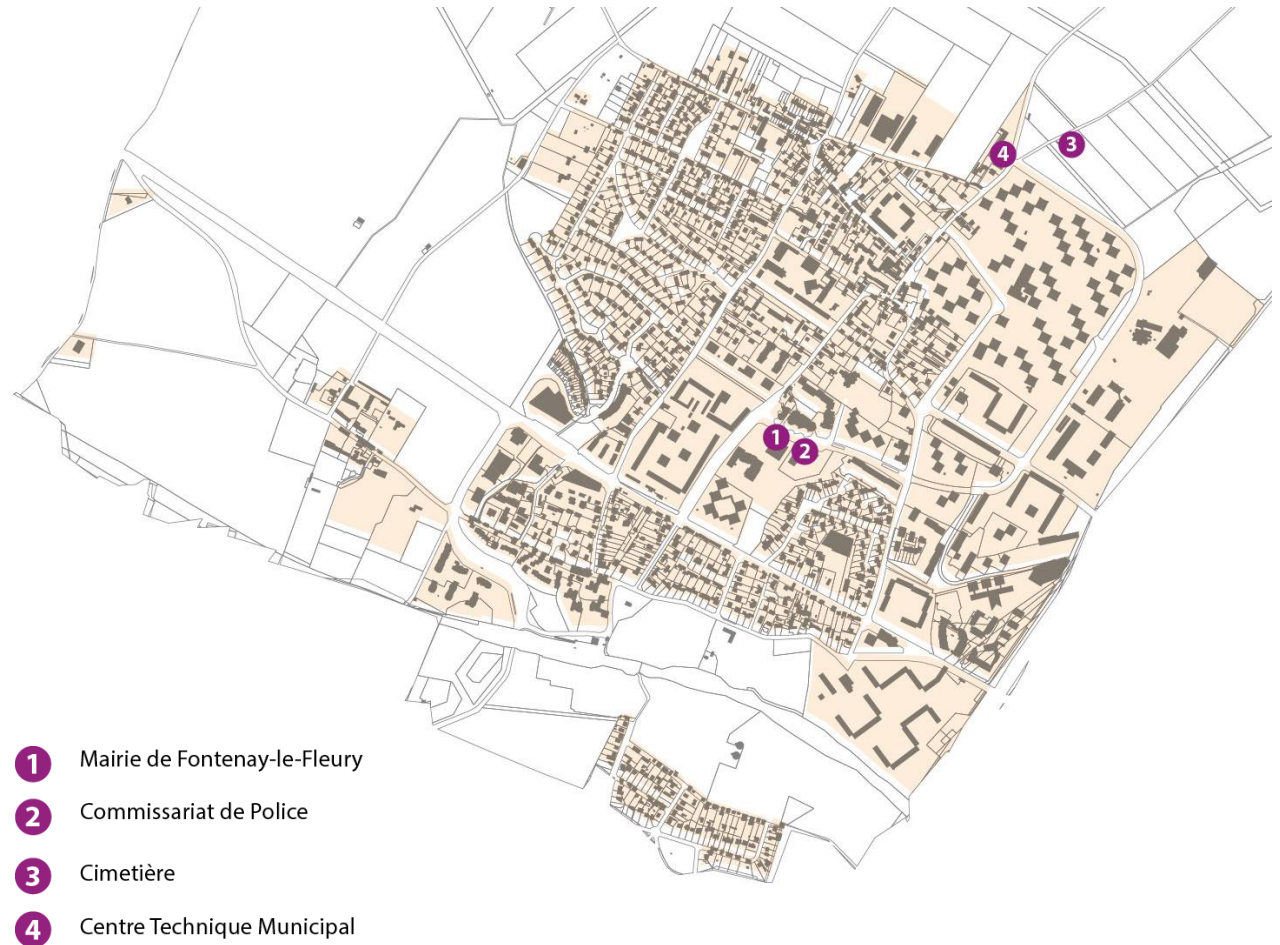 4
3
1
2
1 Mairie de Fontenay-le-Fleury
2 Commissariat de Police
3 Cimetière
4 Centre Technique Municipal